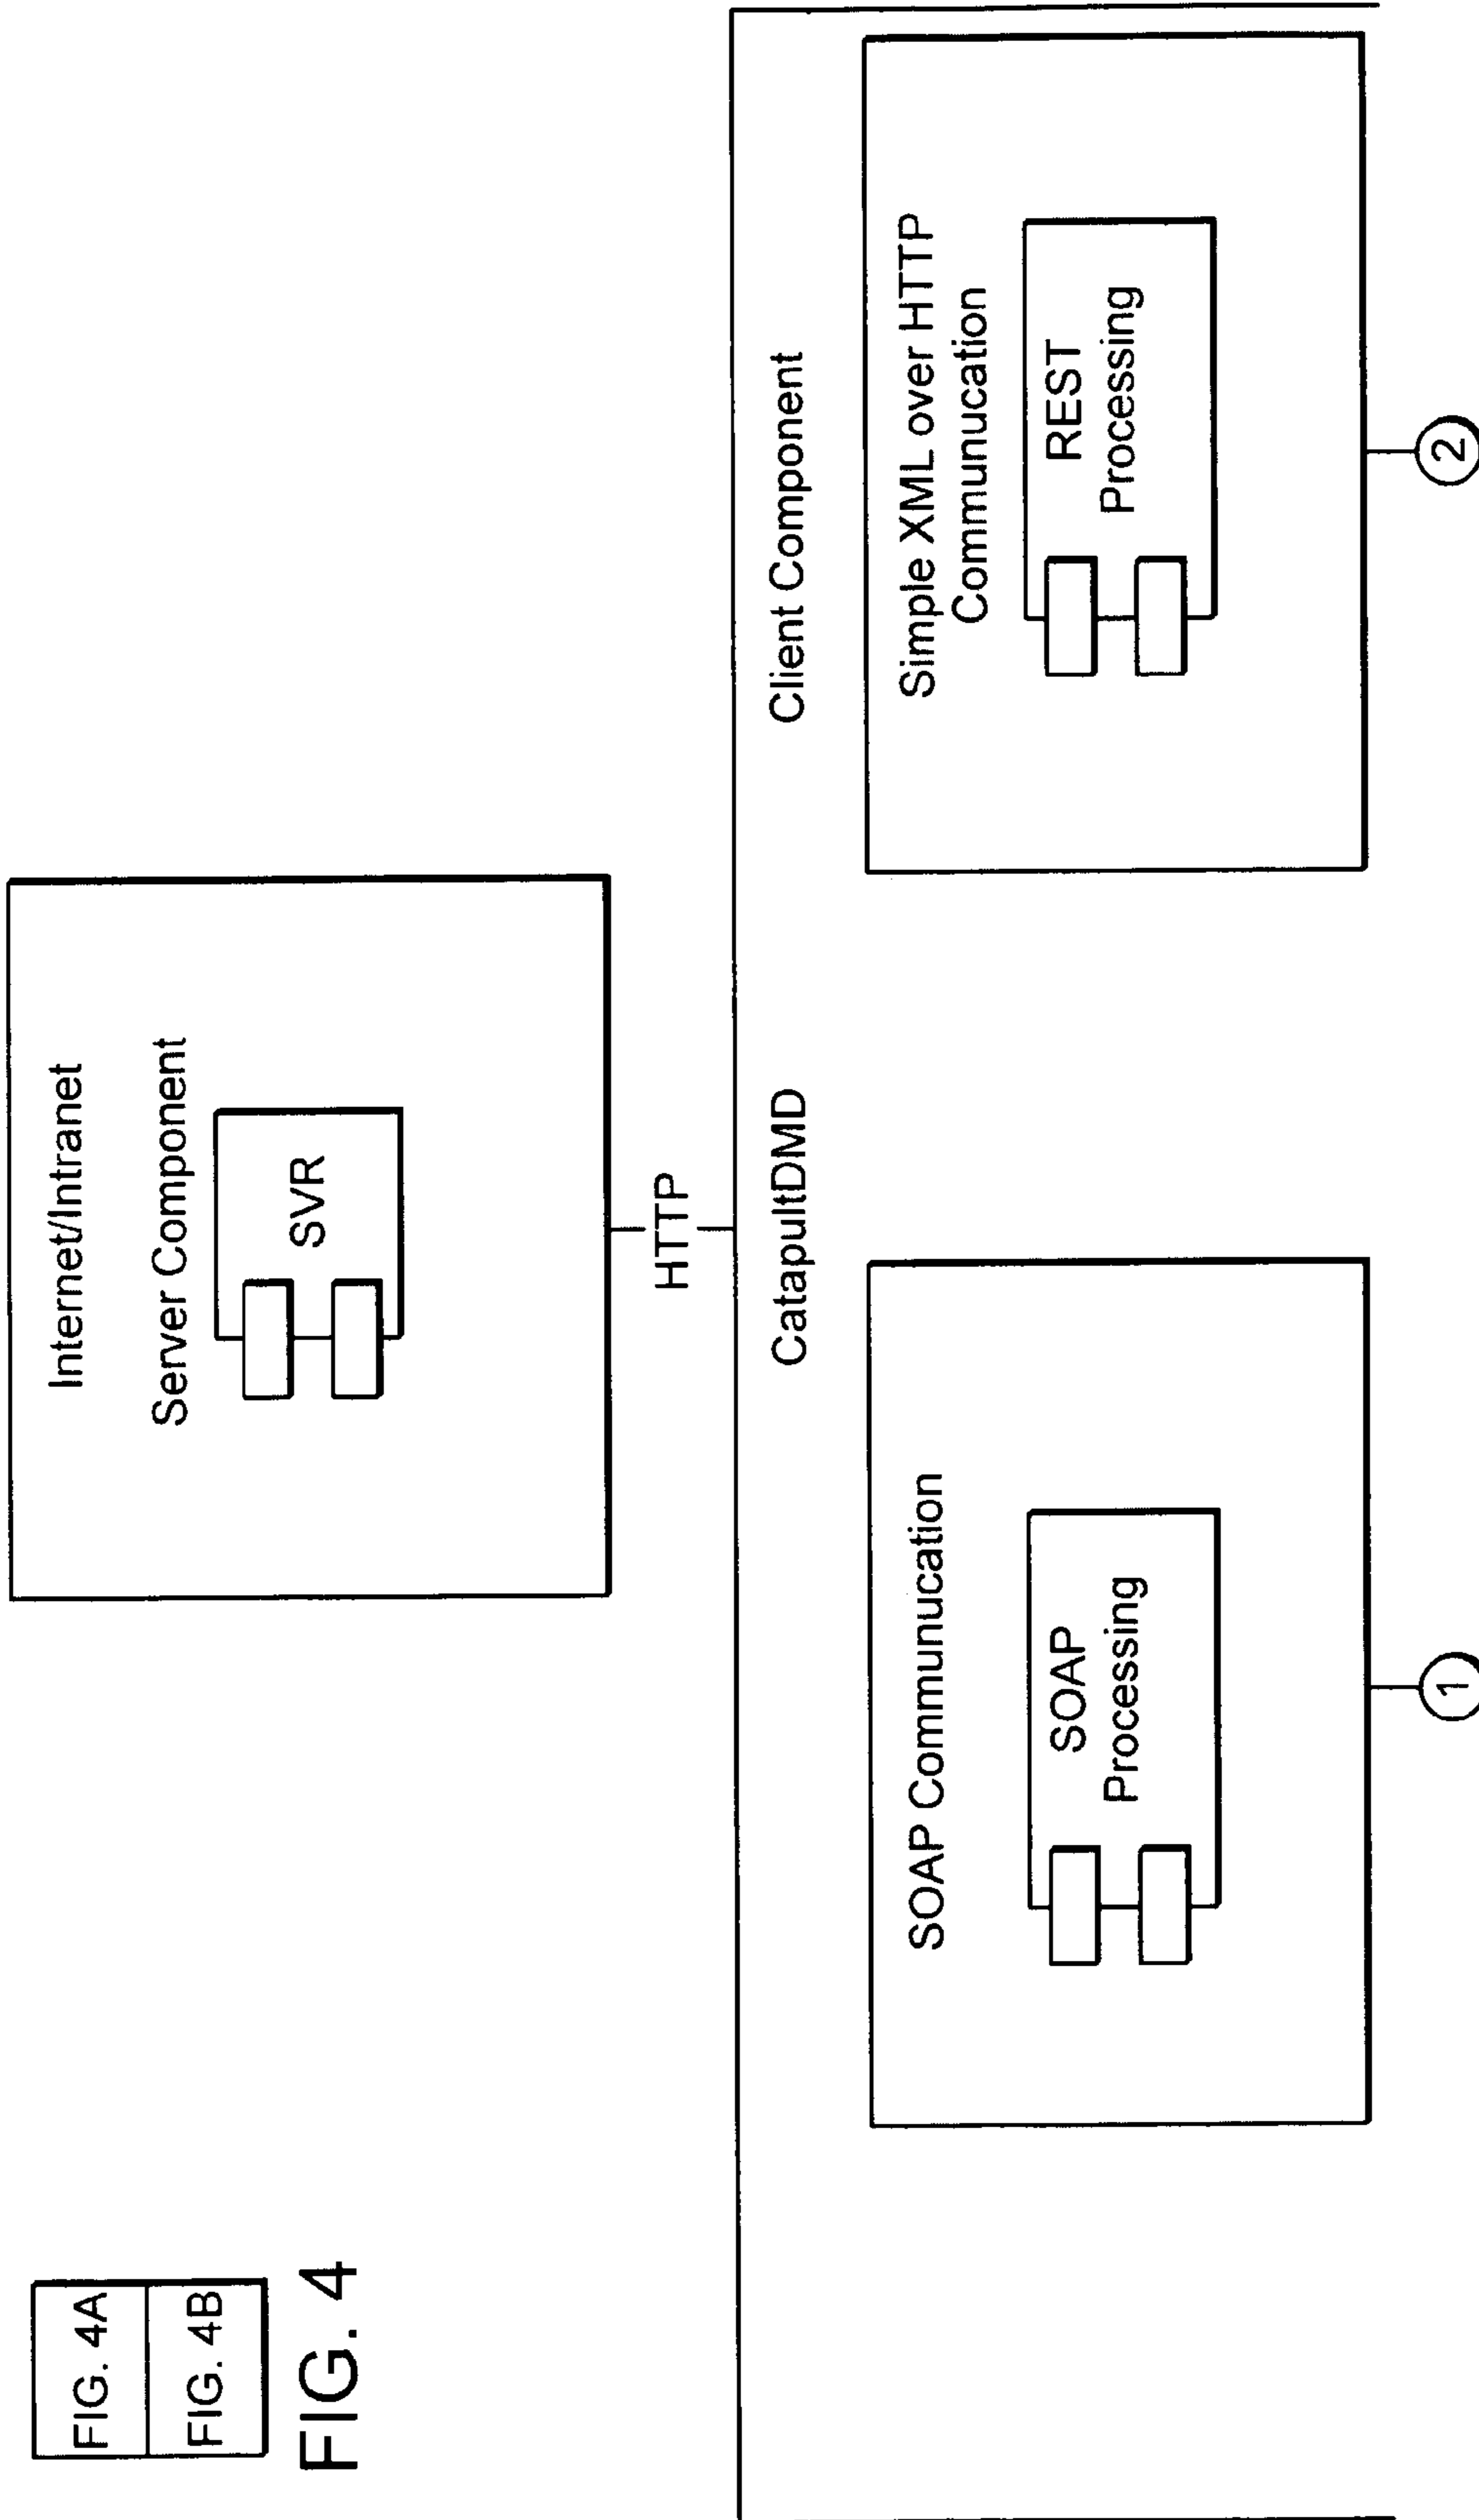 FIG. 4A
FIG. 4B
FIG. 4
Internet/Intranet
Server Component
SVR
HTTP
CatapultDMD
Client Component
SOAP Communucation
SOAP
Processing
1
Simple XML over HTTP
Communucation
REST
Processing
2